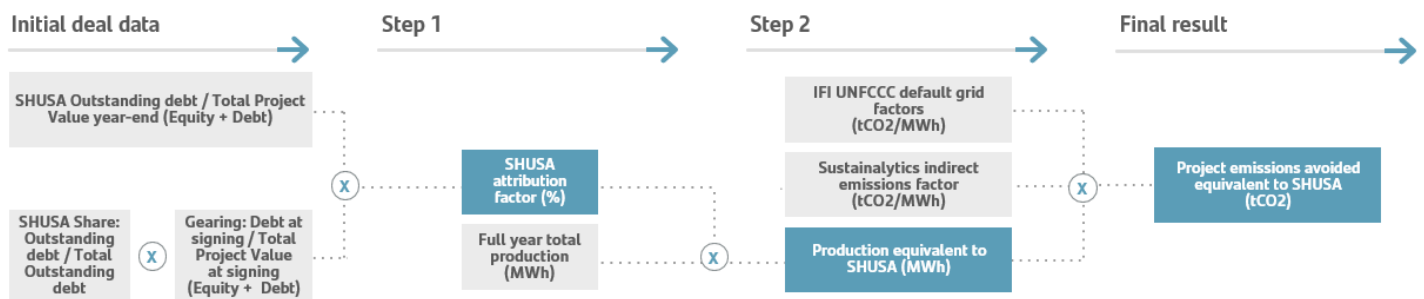 Initial deal data
Step 1
Step 2
Final result
SHUSA Outstanding debt / Total Project
Value year-end (Equity + Debt)
X
SHUSA Share:
Outstanding
debt / Total
Outstanding
debt
X
Gearing: Debt at
signing / Total
Project Value
at signing
(Equity + Debt)
SHUSA
attribution
factor (%)
Full year total
production
(MWh)
X
IFI UNFCCC default grid
factors
(tCO2/MWh)
Sustainalytics indirect
emissions factor
(tCO2/MWh)
Production equivalent to
SHUSA (MWh)
X
Project emissions avoided
equivalent to SHUSA
(tCO2)